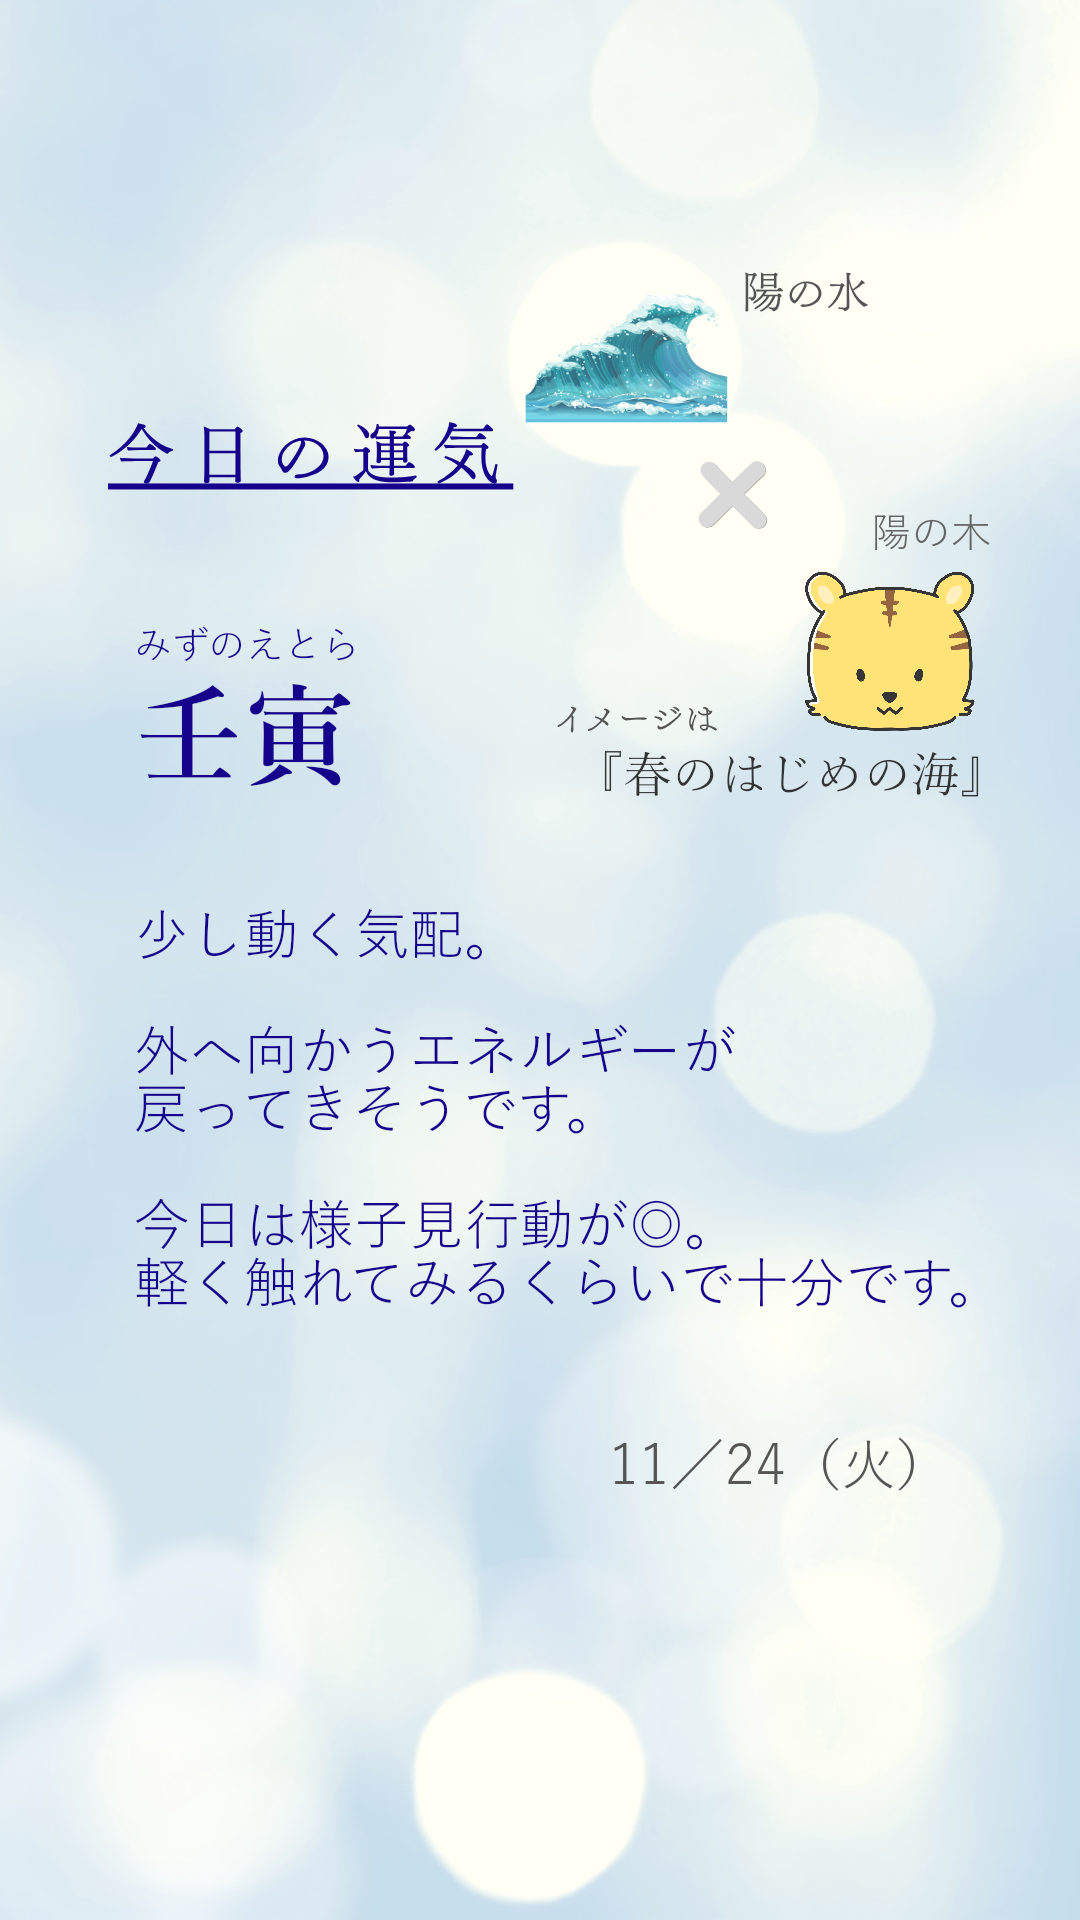 陽の水
今日の運気
陽の木
みずのえとら
壬寅
イメージは
『春のはじめの海』
少し動く気配。
外へ向かうエネルギーが
戻ってきそうです。
今日は様子見行動が◎。
軽く触れてみるくらいで十分です。
11／24（火）